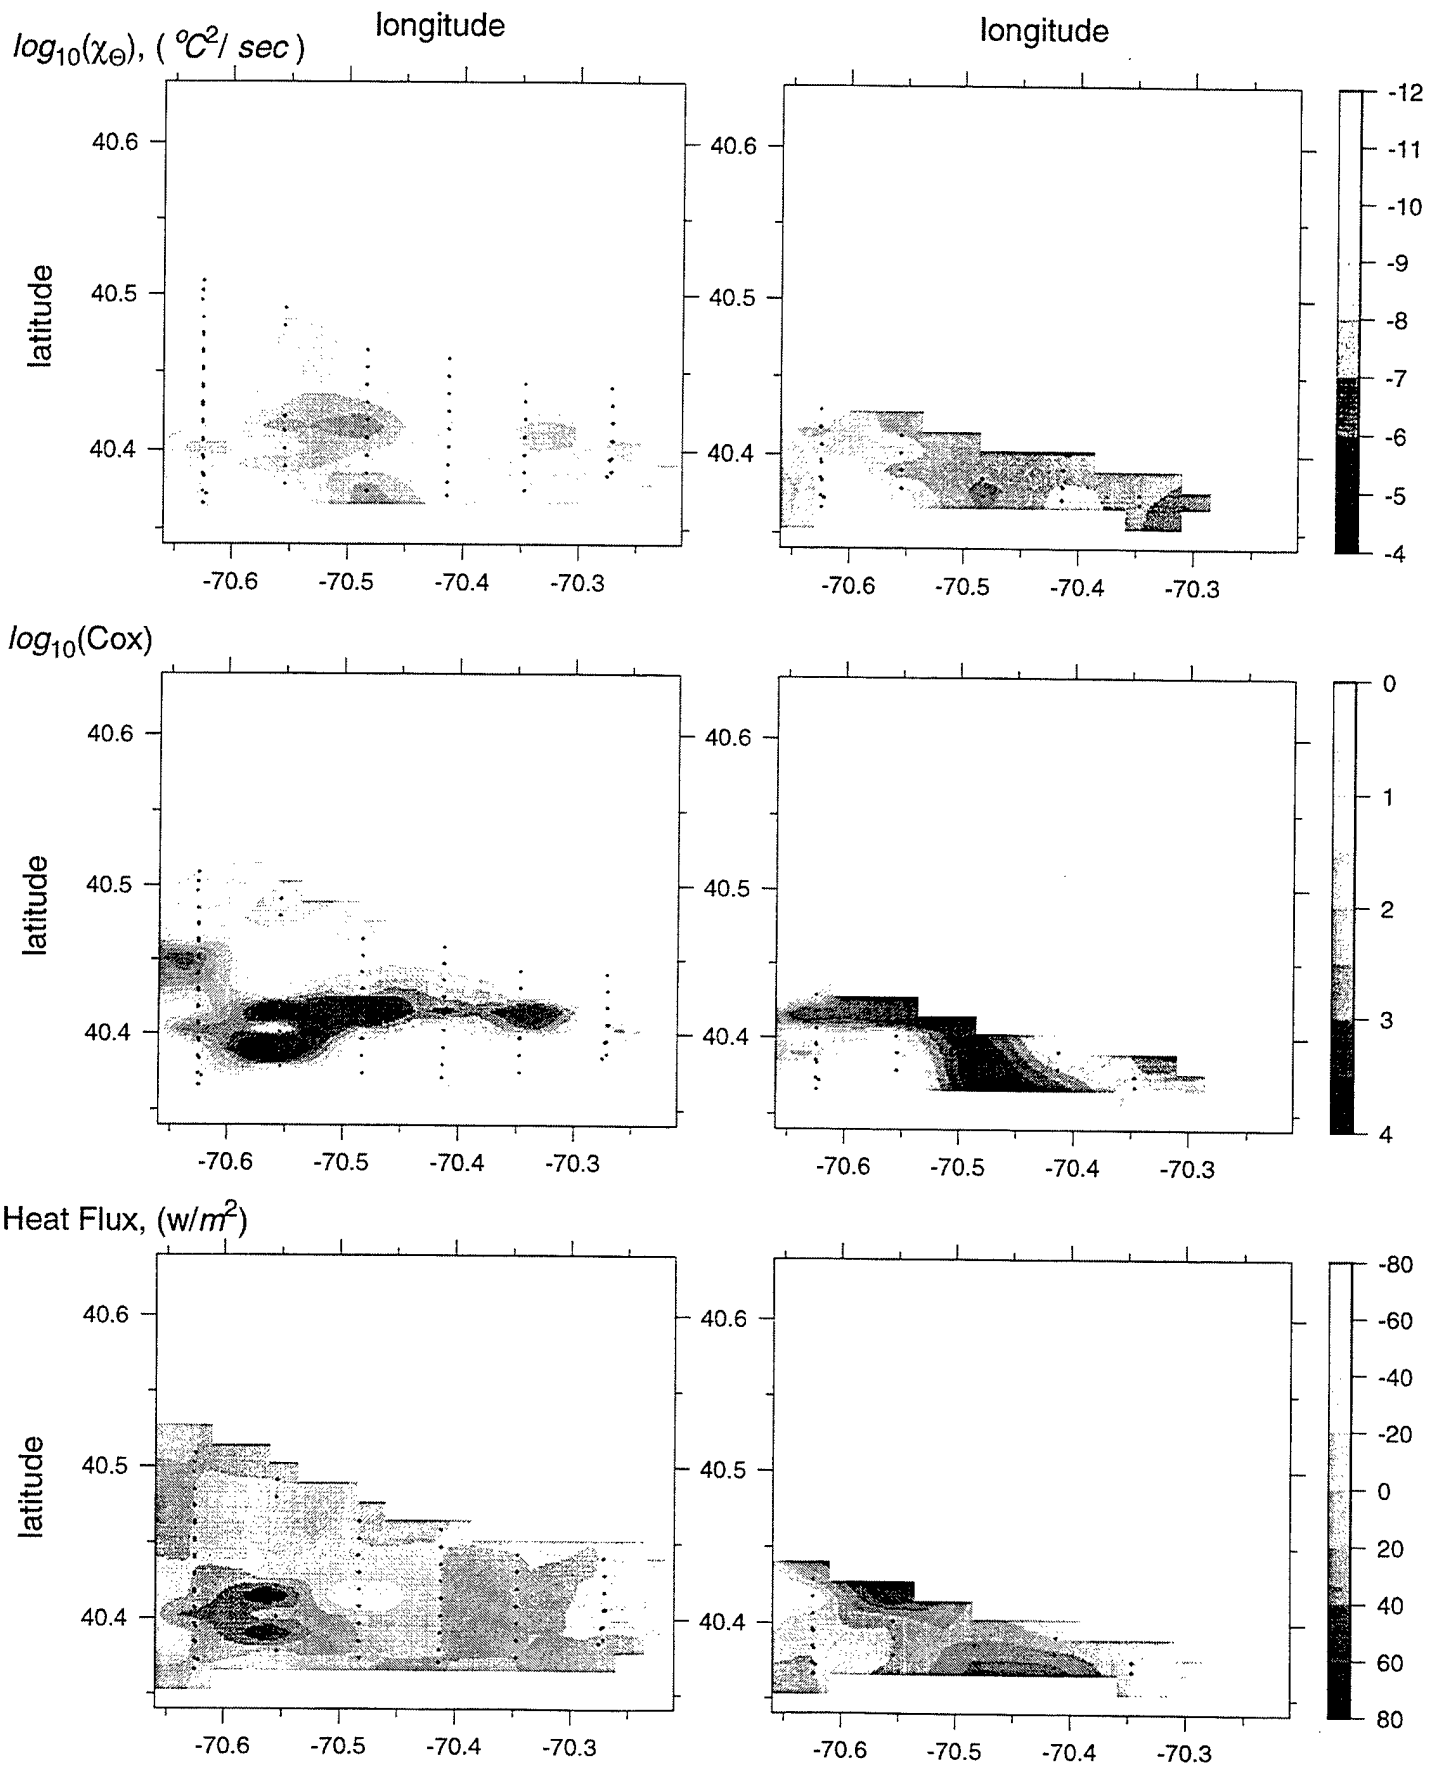 longitude longitude
log10(χΘ), ( °C²/ sec )
40.6 40.6 -12
-11
-10
-9
latitude 40.5 40.5 -8
-7
40.4 40.4 -6
-5
-4
-70.6 -70.5 -70.4 -70.3 -70.6 -70.5 -70.4 -70.3
log10(Cox)
40.6 40.6 0
1
latitude 40.5 40.5 2
40.4 40.4 3
4
-70.6 -70.5 -70.4 -70.3 -70.6 -70.5 -70.4 -70.3
Heat Flux, (w/m²)
40.6 40.6 -80
-60
-40
-20
latitude 40.5 40.5 0
20
40.4 40.4 40
60
80
-70.6 -70.5 -70.4 -70.3 -70.6 -70.5 -70.4 -70.3